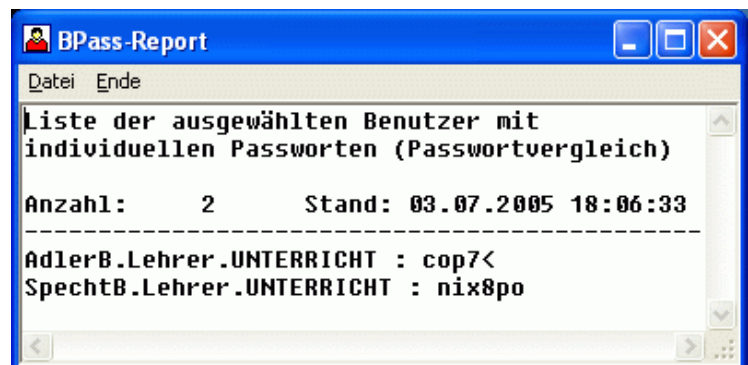 BPass-Report
Datei Ende
Liste der ausgewählten Benutzer mit
individuellen Passworten (Passwortvergleich)
Anzahl: 2 Stand: 03.07.2005 18:06:33
------------------------------------------------
AdlerB.Lehrer.UNTERRICHT : cop7<
SpechtB.Lehrer.UNTERRICHT : nix8po